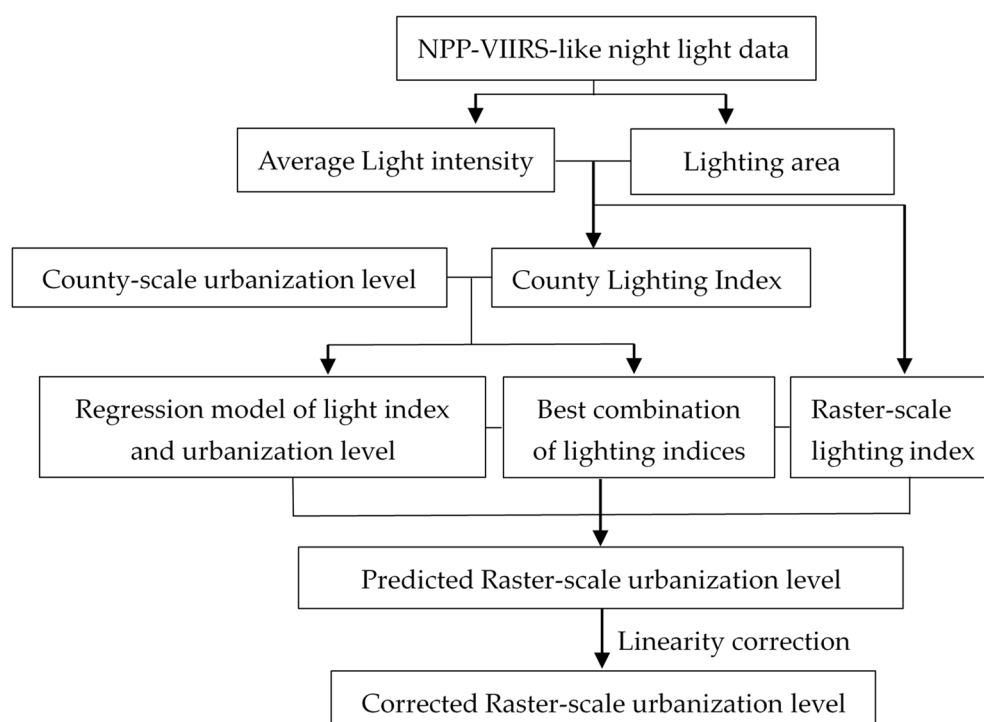 NPP-VIIRS-like night light data
Average Light intensity
Lighting area
County-scale urbanization level
County Lighting Index
Regression model of light index
and urbanization level
Best combination
of lighting indices
Raster-scale
lighting index
Predicted Raster-scale urbanization level
Linearity correction
Corrected Raster-scale urbanization level